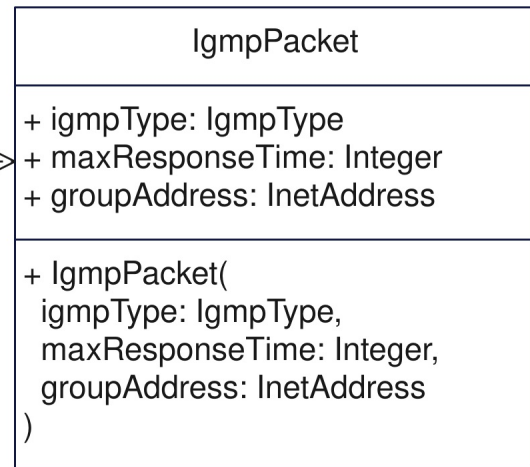 IgmpPacket
+ igmpType: IgmpType
+ maxResponseTime: Integer
+ groupAddress: InetAddress
+ IgmpPacket(
igmpType: IgmpType,
maxResponseTime: Integer,
groupAddress: InetAddress
)